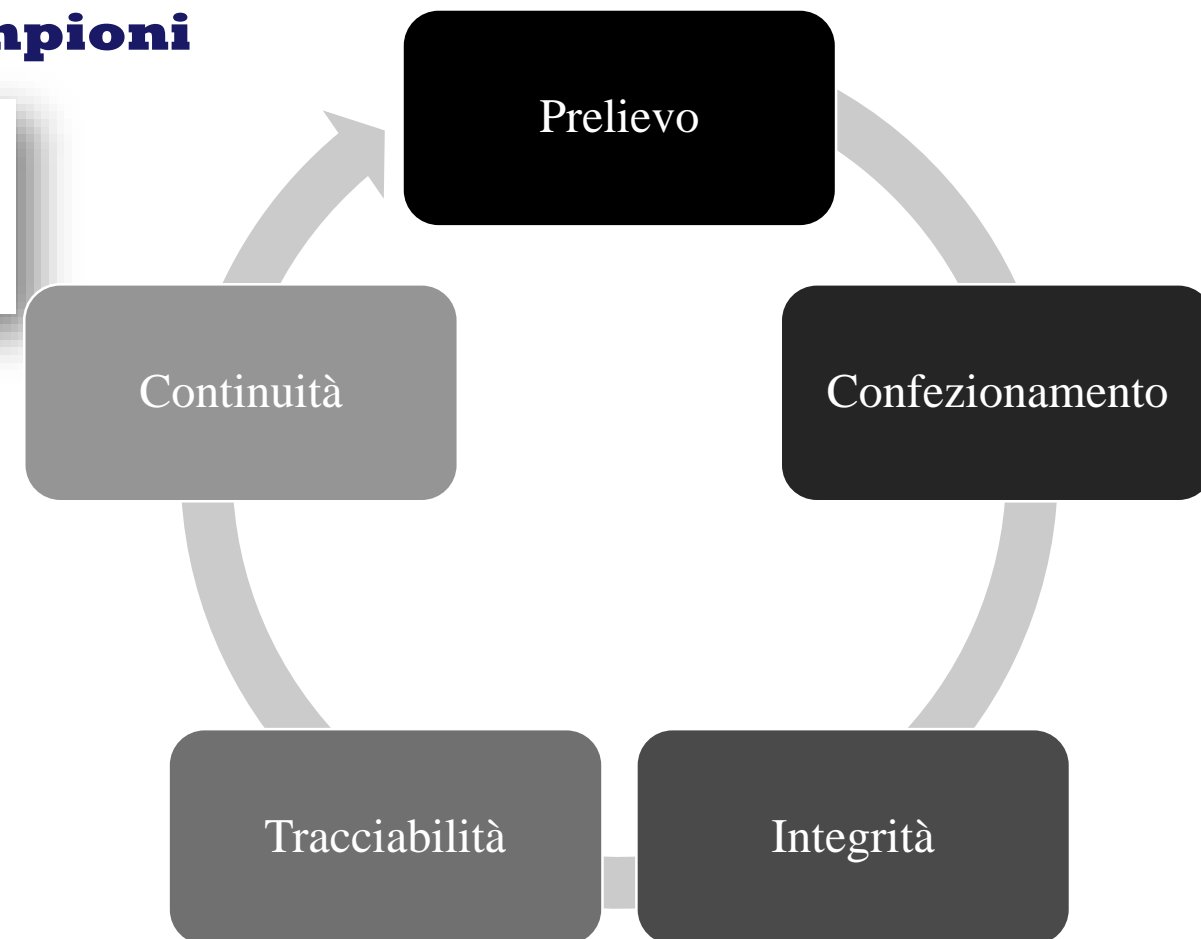 Prelievo
Confezionamento
Integrità
Tracciabilità
Continuità